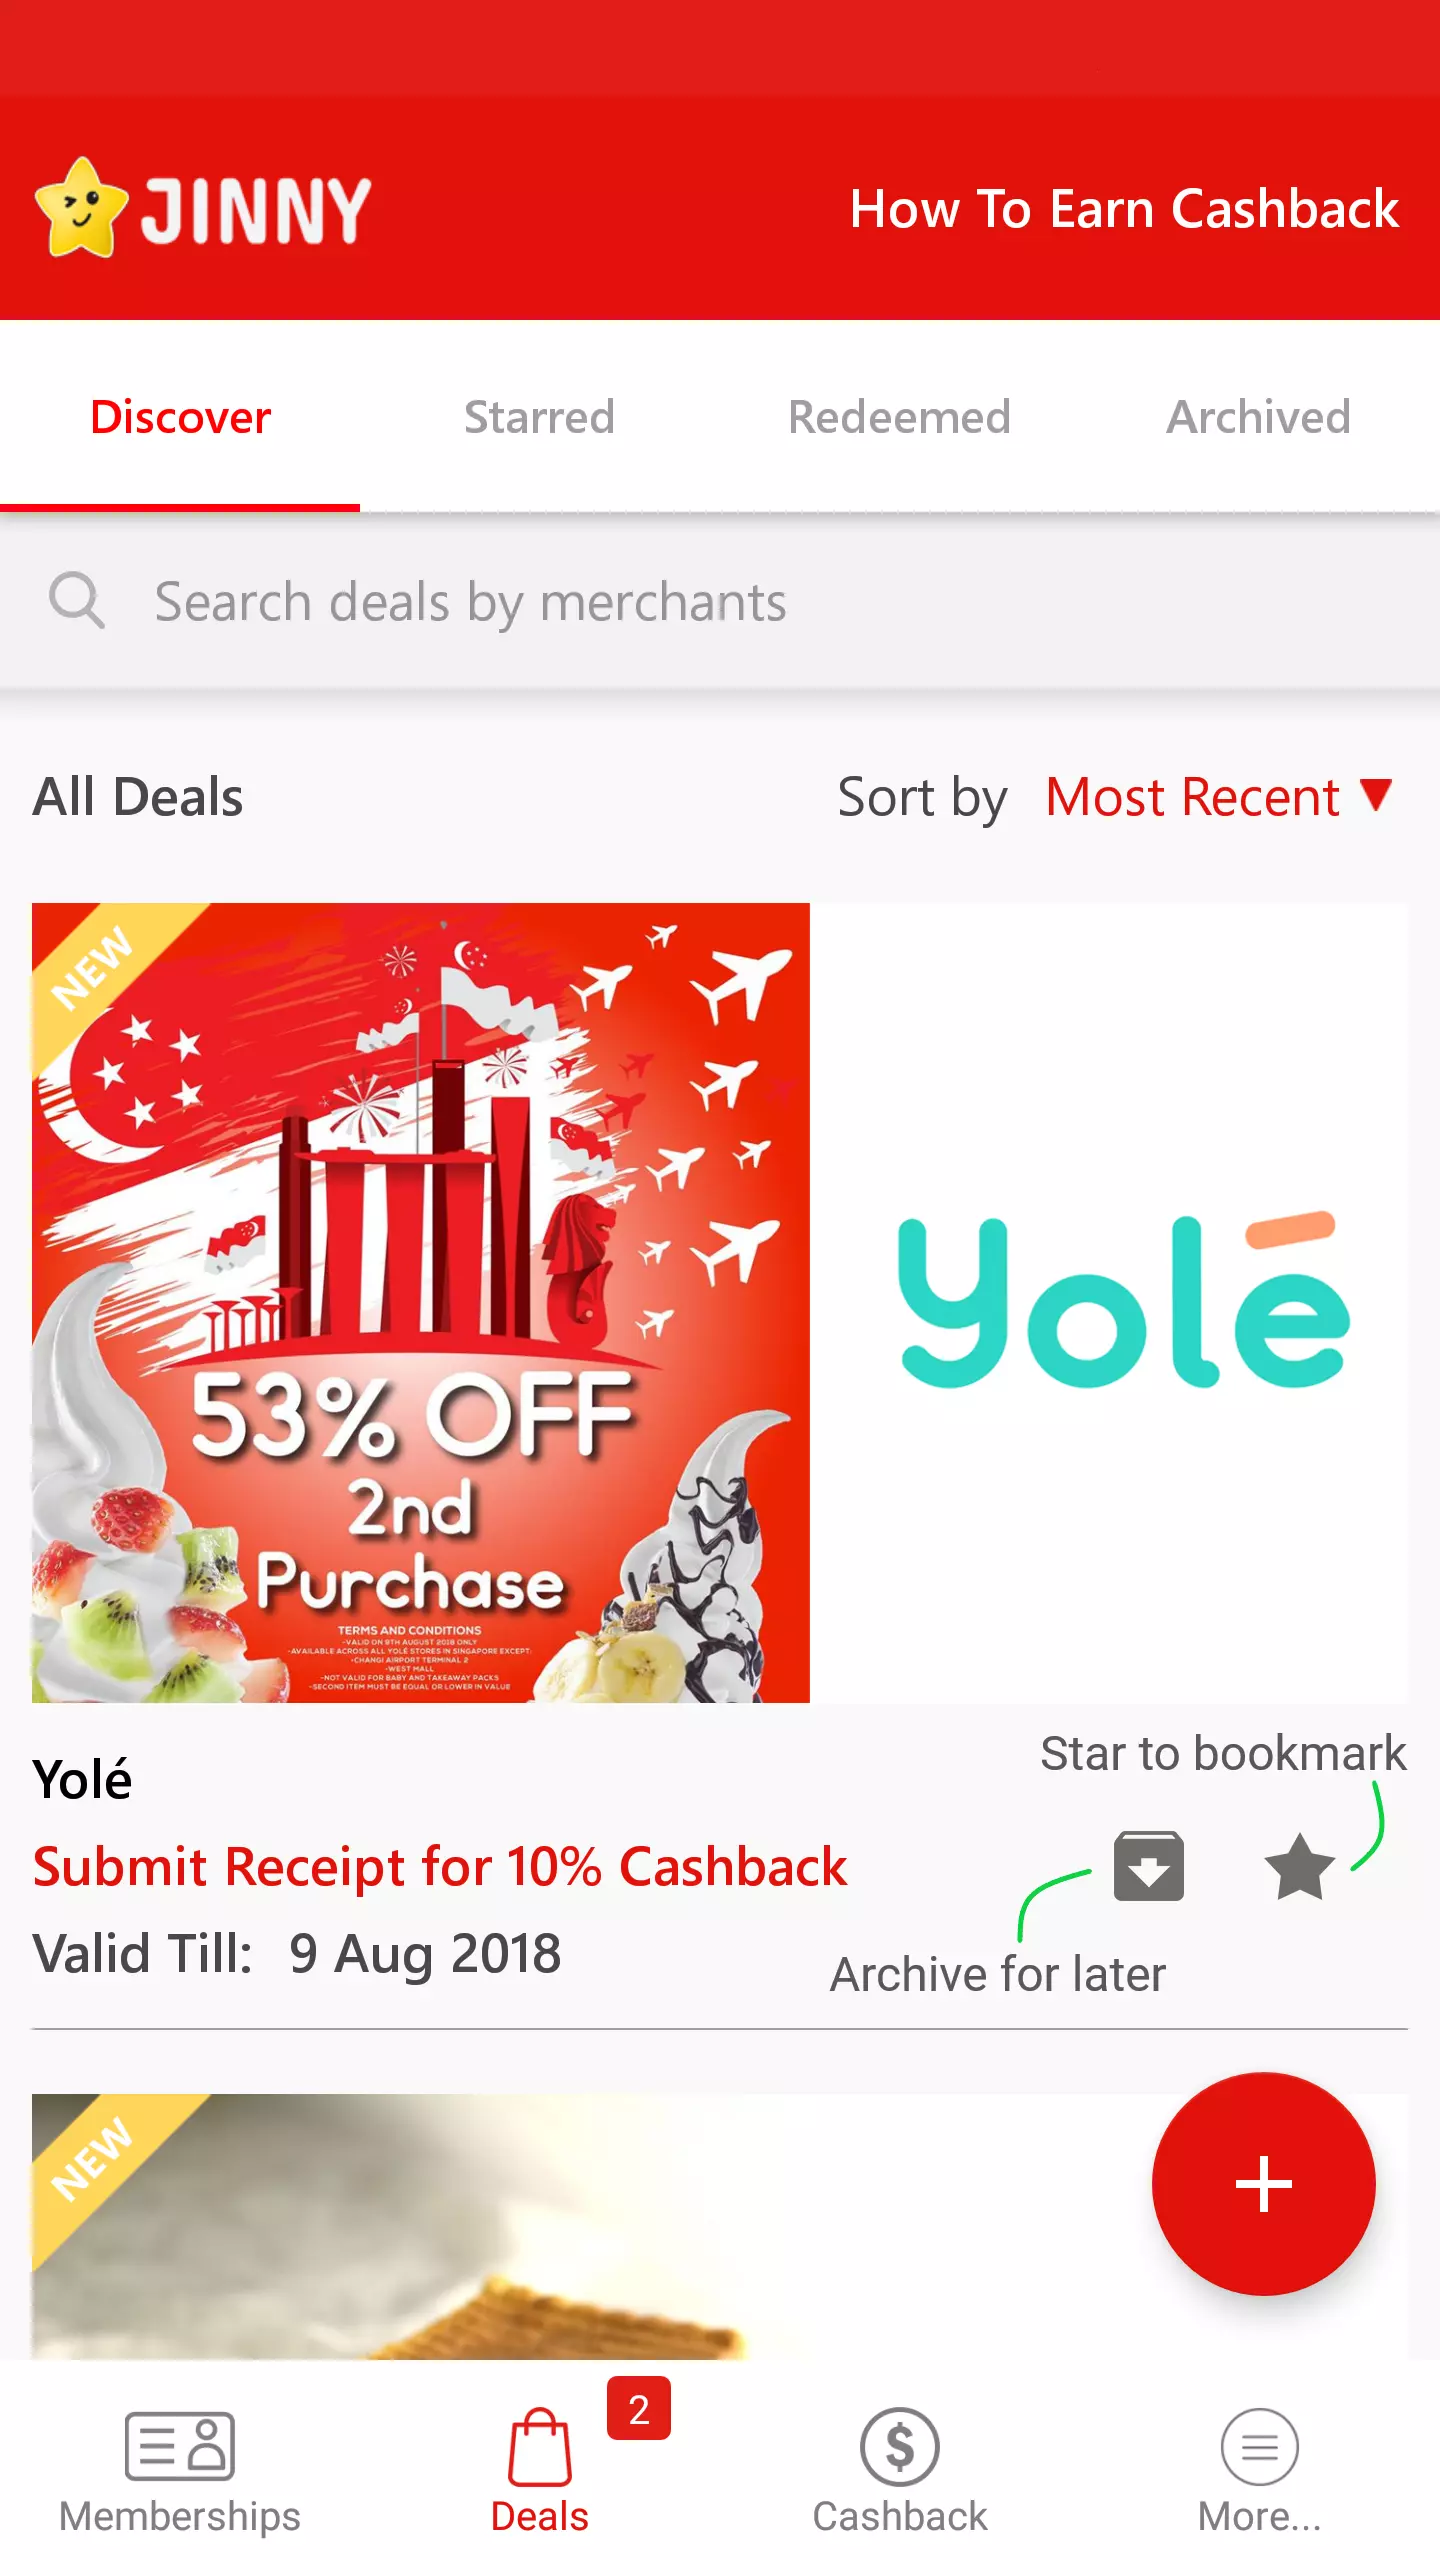 JINNY
How To Earn Cashback
Discover
Starred
Redeemed
Archived
Search deals by merchants
All Deals
Sort by Most Recent
NEW
53% OFF
2nd
Purchase
TERMS AND CONDITIONS
-VALID ON 9TH AUGUST 2018 ONLY
-AVAILABLE ACROSS ALL YOLÉ STORES IN SINGAPORE EXCEPT:
-CHANGI AIRPORT TERMINAL 2
-WEST MALL
-NOT VALID FOR BABY AND TAKEAWAY PACKS
-SECOND ITEM MUST BE EQUAL OR LOWER IN VALUE
Yolé
Yolé
Star to bookmark
Submit Receipt for 10% Cashback
Valid Till: 9 Aug 2018
Archive for later
NEW
2
Memberships
Deals
Cashback
More...